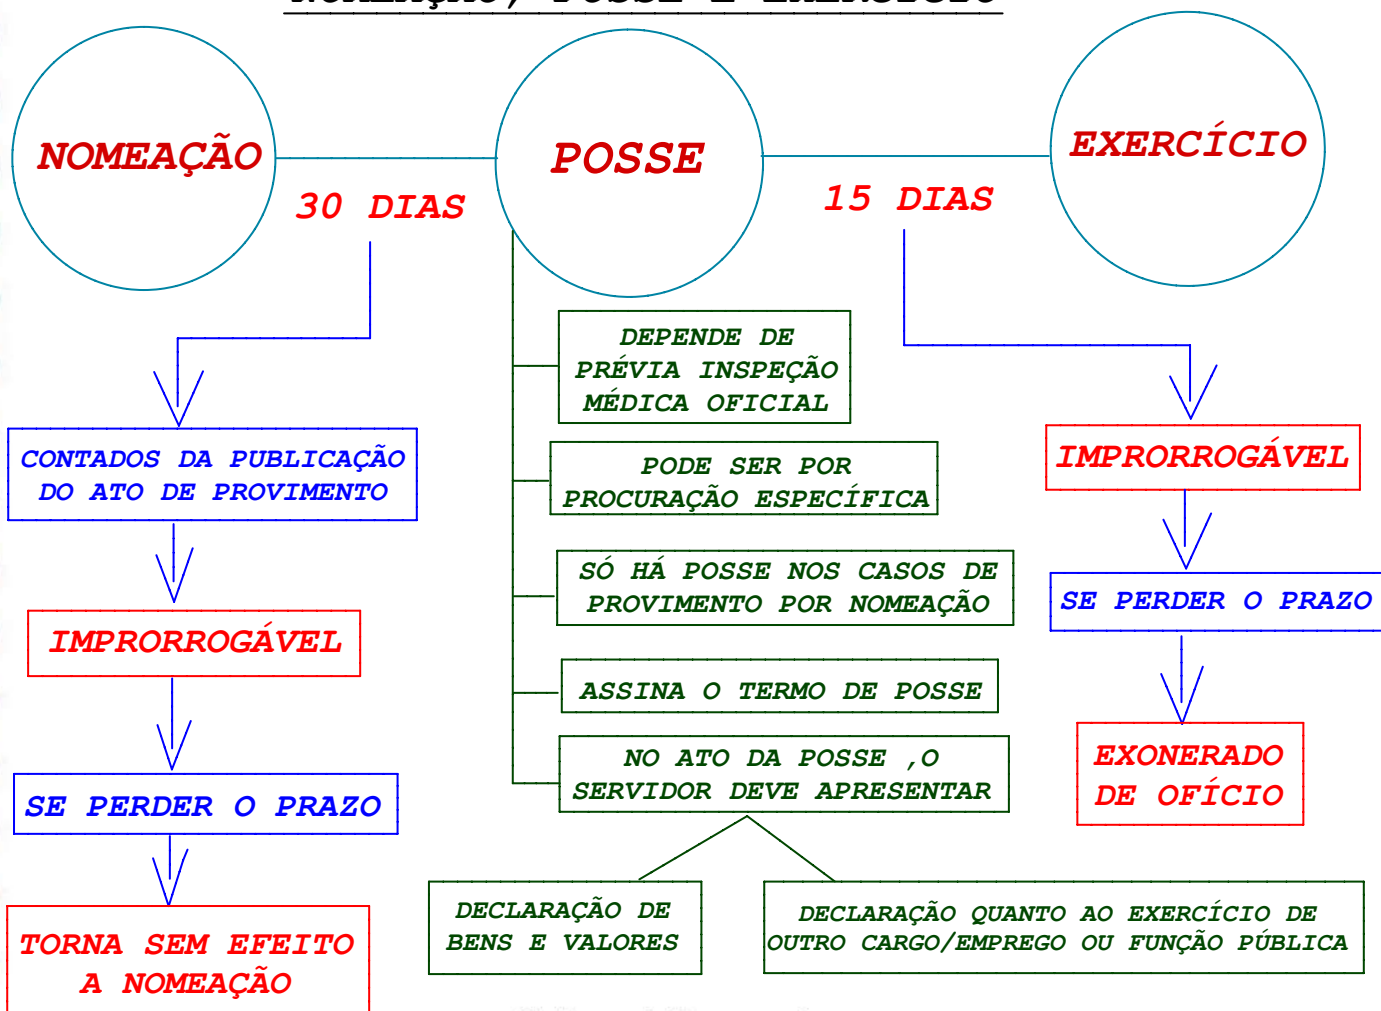 NOMEAÇÃO, POSSE E EXERCÍCIO
NOMEAÇÃO
POSSE
EXERCÍCIO
30 DIAS
15 DIAS
CONTADOS DA PUBLICAÇÃO
DO ATO DE PROVIMENTO
IMPRORROGÁVEL
SE PERDER O PRAZO
TORNA SEM EFEITO
A NOMEAÇÃO
DEPENDE DE
PRÉVIA INSPEÇÃO
MÉDICA OFICIAL
PODE SER POR
PROCURAÇÃO ESPECÍFICA
SÓ HÁ POSSE NOS CASOS DE
PROVIMENTO POR NOMEAÇÃO
ASSINA O TERMO DE POSSE
NO ATO DA POSSE ,O
SERVIDOR DEVE APRESENTAR
DECLARAÇÃO DE
BENS E VALORES
DECLARAÇÃO QUANTO AO EXERCÍCIO DE
OUTRO CARGO/EMPREGO OU FUNÇÃO PÚBLICA
IMPRORROGÁVEL
SE PERDER O PRAZO
EXONERADO
DE OFÍCIO